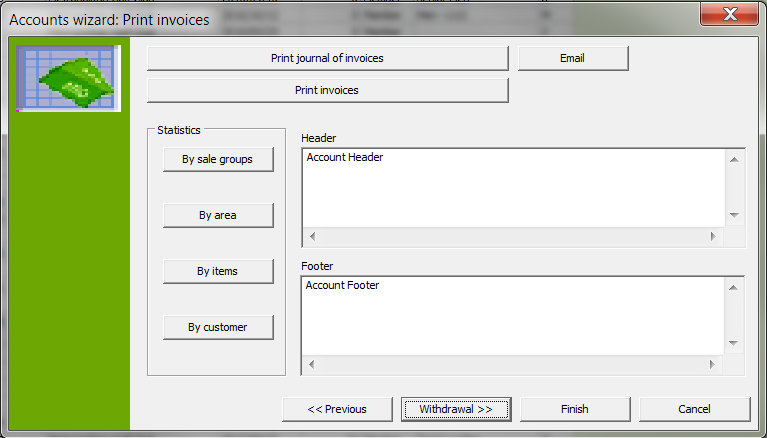 Accounts wizard: Print invoices
Print journal of invoices
Email
Print invoices
Statistics
By sale groups
By area
By items
By customer
Header
Account Header
Footer
Account Footer
<< Previous
Withdrawal >>
Finish
Cancel